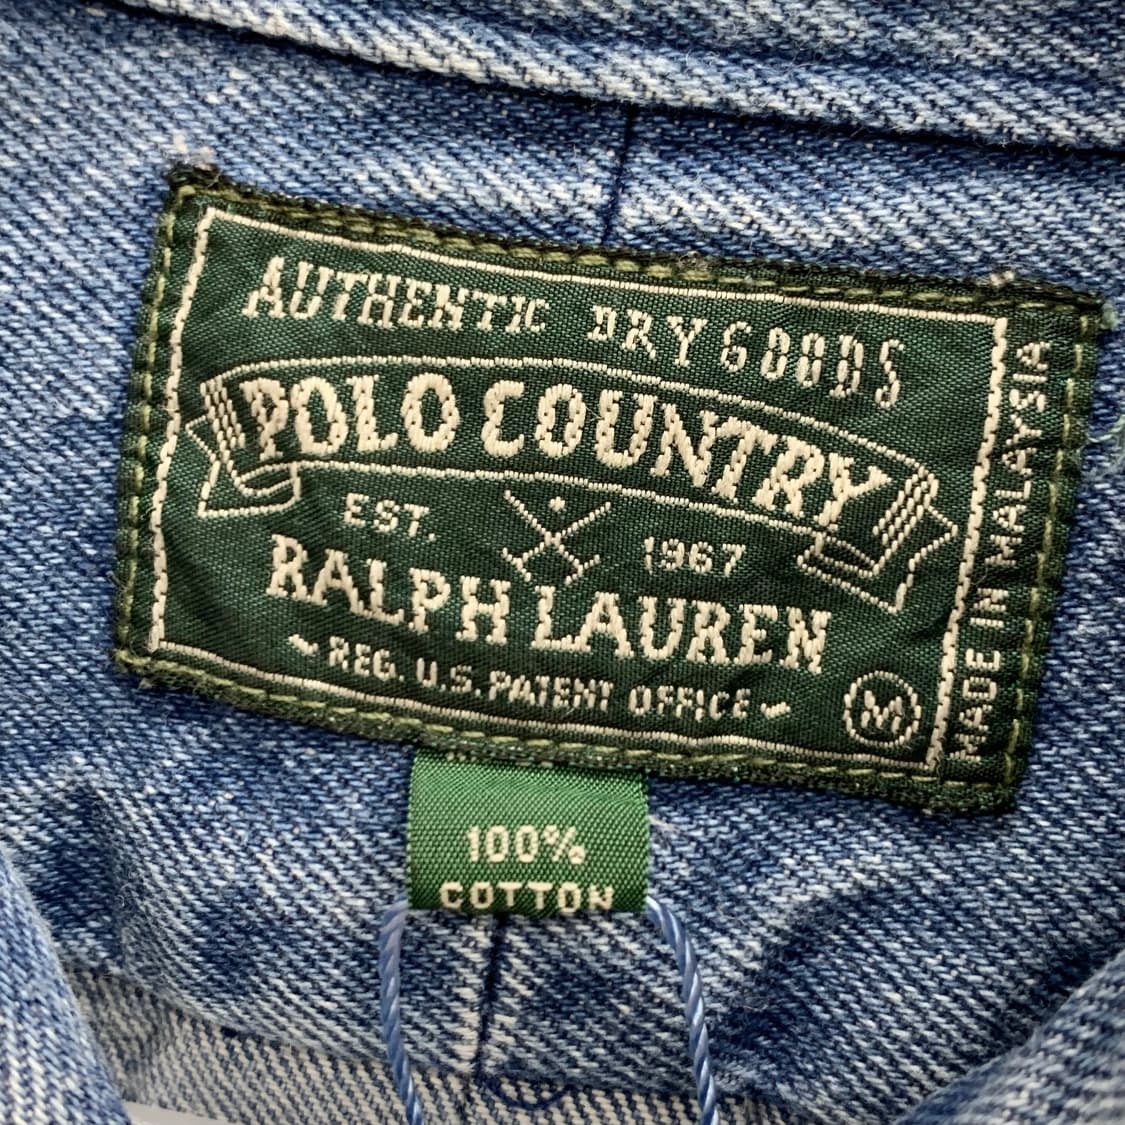 AUTHENTIC DRY GOODS
POLO COUNTRY
EST. 1967
RALPH LAUREN
~REG. U.S. PATENT OFFICE~
M
MADE IN MALAYSIA
100%
COTTON